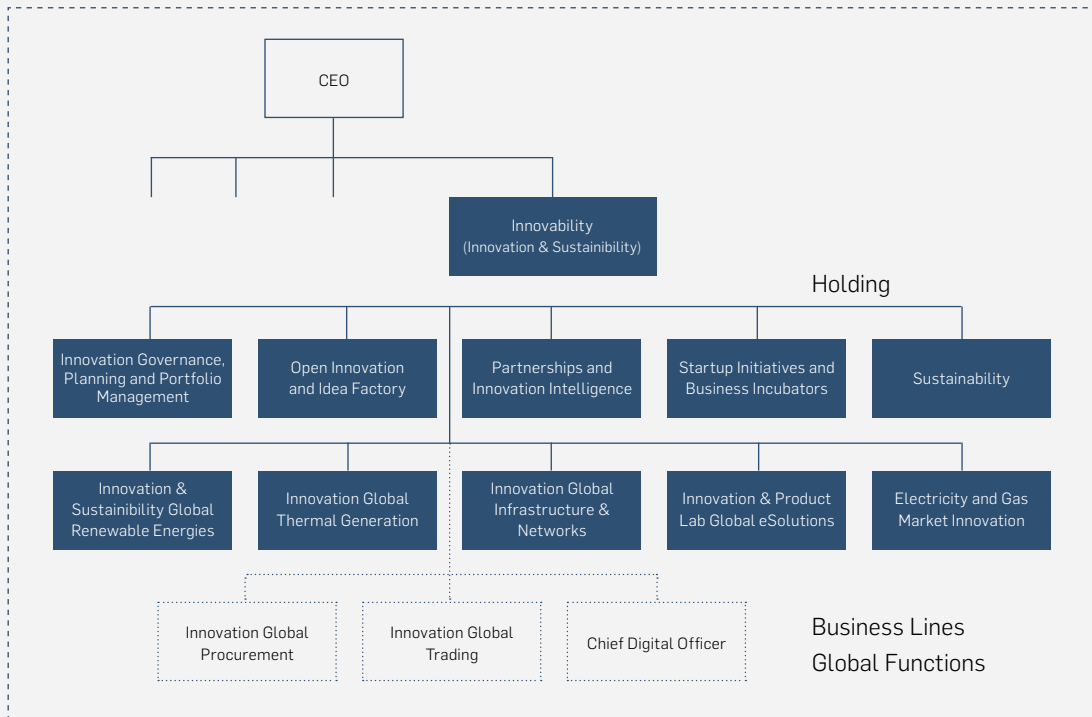 CEO
Innovability
(Innovation & Sustainibility)
Holding
Innovation Governance,
Planning and Portfolio
Management
Open Innovation
and Idea Factory
Partnerships and
Innovation Intelligence
Startup Initiatives and
Business Incubators
Sustainability
Innovation &
Sustainibility Global
Renewable Energies
Innovation Global
Thermal Generation
Innovation Global
Infrastructure &
Networks
Innovation & Product
Lab Global eSolutions
Electricity and Gas
Market Innovation
Innovation Global
Procurement
Innovation Global
Trading
Chief Digital Officer
Business Lines
Global Functions